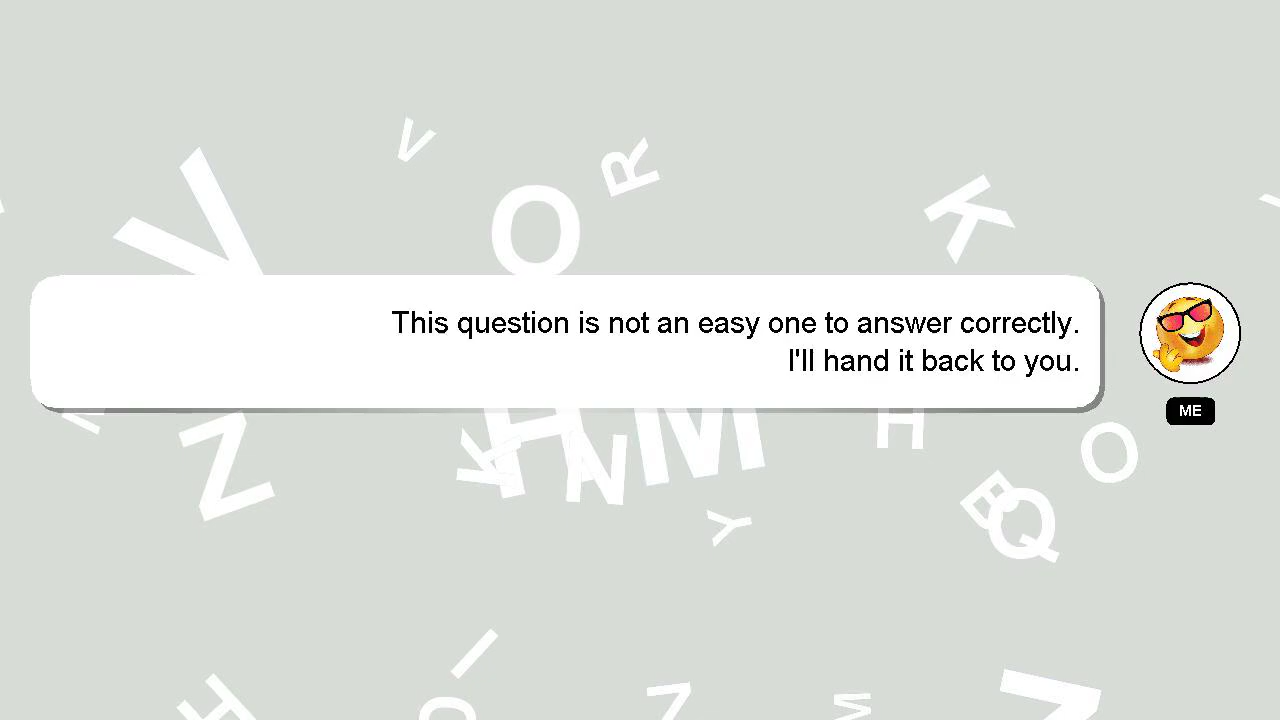 This question is not an easy one to answer correctly.
I'll hand it back to you.
ME